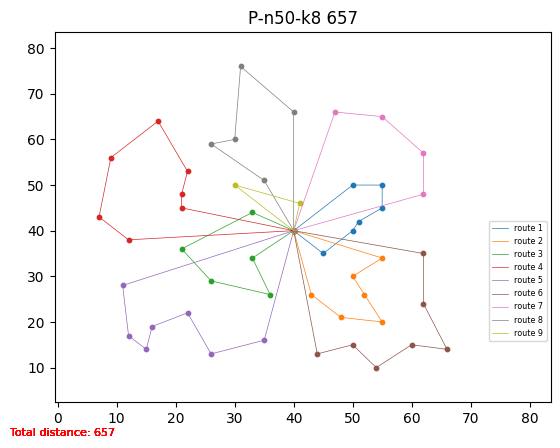 P-n50-k8 657
80
70
60
50
40
30
20
10
0 10 20 30 40 50 60 70 80
route 1
route 2
route 3
route 4
route 5
route 6
route 7
route 8
route 9
Total distance: 657